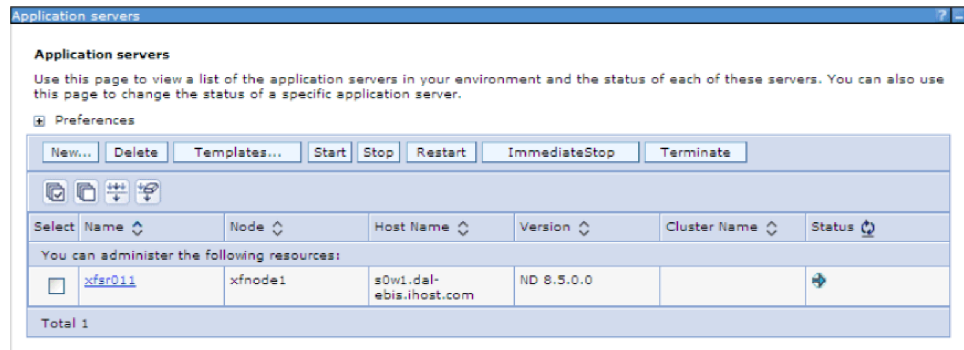 Application servers
?
Application servers
Use this page to view a list of the application servers in your environment and the status of each of these servers. You can also use
this page to change the status of a specific application server.
Preferences
New... Delete Templates... Start Stop Restart ImmediateStop Terminate
Select Name Node Host Name Version Cluster Name Status
You can administer the following resources:
xfsr011 xfnode1 s0w1.dal- ND 8.5.0.0
ebis.ihost.com
Total 1